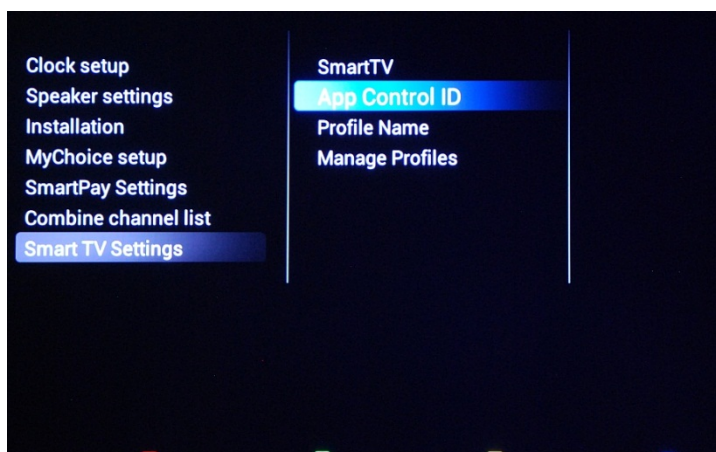 Clock setup
Speaker settings
Installation
MyChoice setup
SmartPay Settings
Combine channel list
Smart TV Settings
SmartTV
App Control ID
Profile Name
Manage Profiles